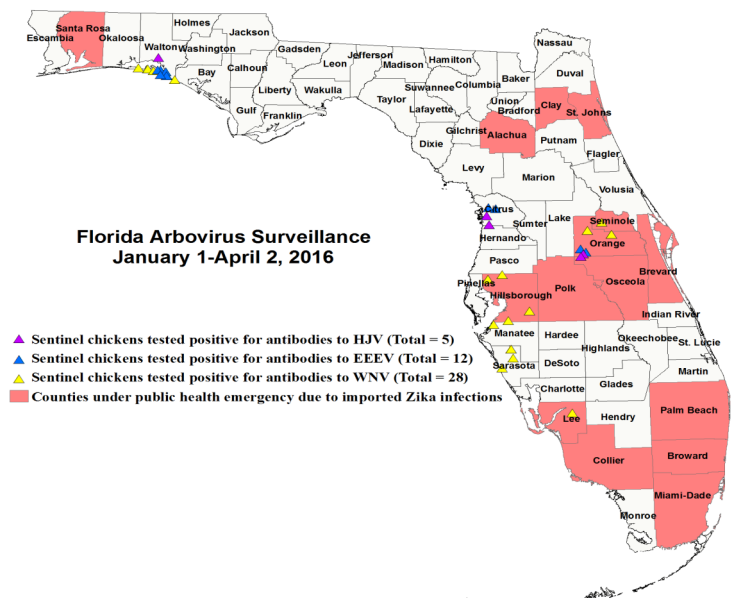 Nassau
Holmes
Jackson
Santa Rosa
Escambia
Okaloosa
Walton
Washington
Gadsden
Leon
Jefferson
Madison
Hamilton
Duval
Bay
Calhoun
Liberty
Wakulla
Suwannee
Columbia
Baker
Gulf
Franklin
Taylor
Lafayette
Union
Bradford
Clay
St. Johns
Dixie
Gilchrist
Alachua
Putnam
Flagler
Levy
Marion
Volusia
Citrus
Sumter
Lake
Seminole
Hernando
Orange
Florida Arbovirus Surveillance
January 1-April 2, 2016
Pasco
Brevard
Pinellas
Hillsborough
Polk
Osceola
Indian River
Manatee
Hardee
Highlands
Okeechobee
St. Lucie
Sarasota
DeSoto
Martin
Sentinel chickens tested positive for antibodies to HJV (Total = 5)
Sentinel chickens tested positive for antibodies to EEEV (Total = 12)
Sentinel chickens tested positive for antibodies to WNV (Total = 28)
Counties under public health emergency due to imported Zika infections
Charlotte
Glades
Lee
Hendry
Palm Beach
Collier
Broward
Miami-Dade
Monroe